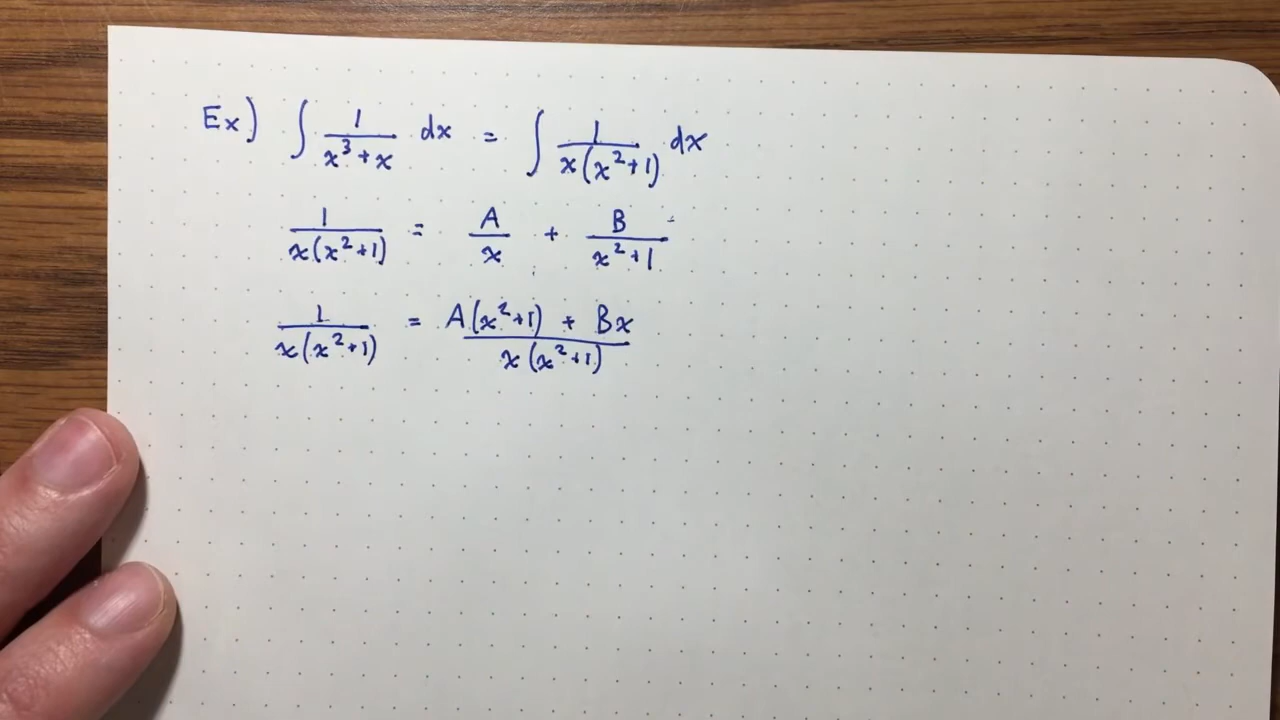 Ex) ∫ 1/(x³+x) dx = ∫ 1/(x(x²+1)) dx
1/(x(x²+1)) = A/x + B/(x²+1)
1/(x(x²+1)) = (A(x²+1) + Bx)/(x(x²+1))